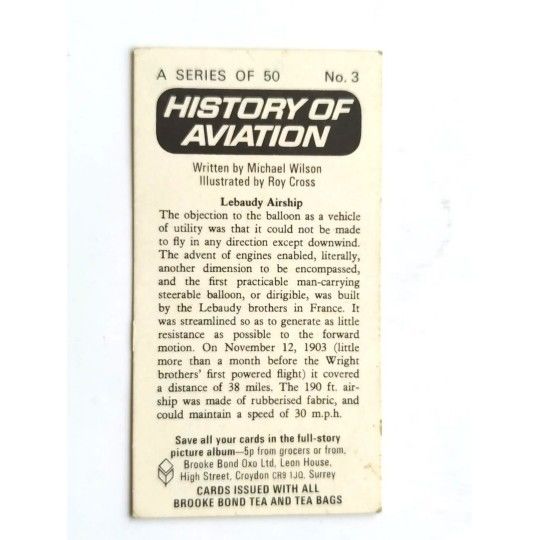 A SERIES OF 50 No. 3
HISTORY OF
AVIATION
Written by Michael Wilson
Illustrated by Roy Cross
Lebaudy Airship
The objection to the balloon as a vehicle
of utility was that it could not be made
to fly in any direction except downwind.
The advent of engines enabled, literally,
another dimension to be encompassed,
and the first practicable man-carrying
steerable balloon, or dirigible, was built
by the Lebaudy brothers in France. It
was streamlined so as to generate as little
resistance as possible to the forward
motion. On November 12, 1903 (little
more than a month before the Wright
brothers' first powered flight) it covered
a distance of 38 miles. The 190 ft. air-
ship was made of rubberised fabric, and
could maintain a speed of 30 m.p.h.
Save all your cards in the full-story
picture album—5p from grocers or from.
Brooke Bond Oxo Ltd, Leon House,
High Street, Croydon CR9 1JQ. Surrey
CARDS ISSUED WITH ALL
BROOKE BOND TEA AND TEA BAGS